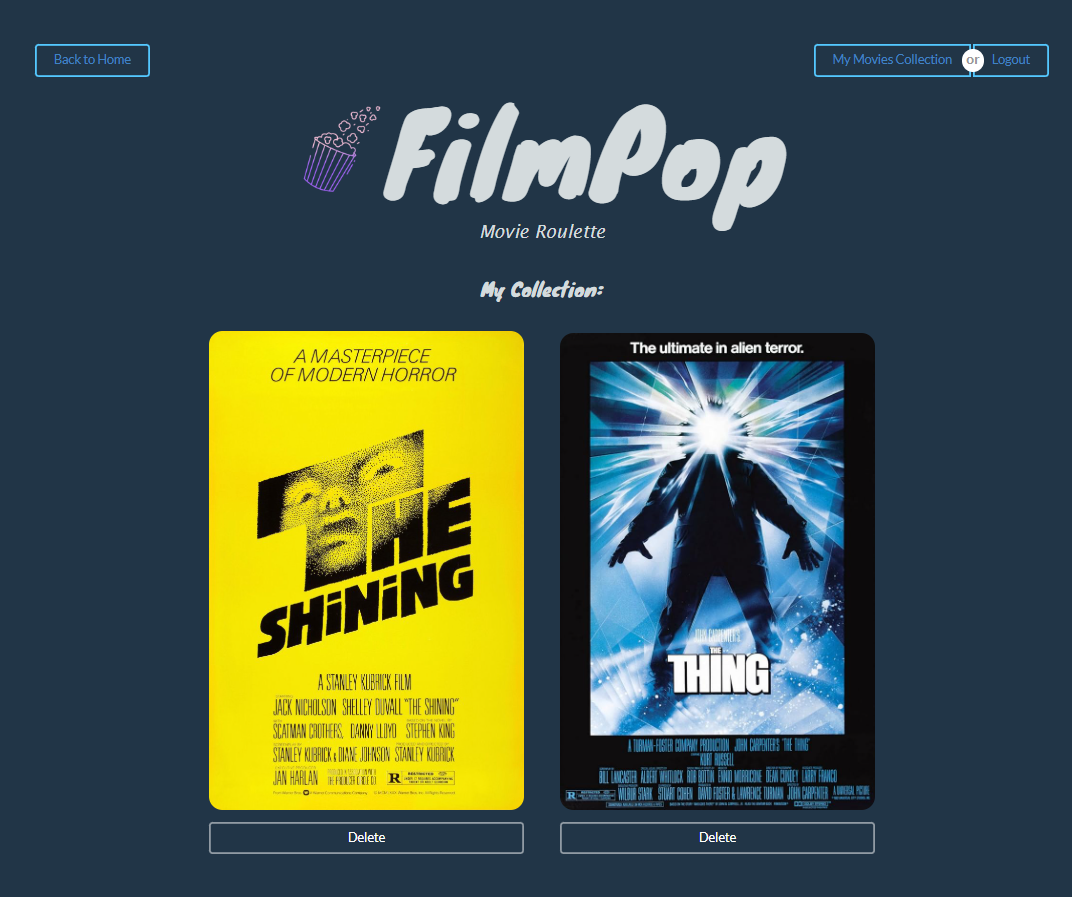 Back to Home
My Movies Collection or Logout
FilmPop
Movie Roulette
My Collection:
A MASTERPIECE
OF MODERN HORROR
THE
SHiNiNG
A STANLEY KUBRICK FILM
JACK NICHOLSON SHELLEY DUVALL "THE SHINING"
SCATMAN CROTHERS, DANNY LLOYD STEPHEN KING
STANLEY KUBRICK & DIANE JOHNSON STANLEY KUBRICK
JAN HARLAN
R RESTRICTED
The ultimate in alien terror.
JOHN CARPENTER'S
THE
THING
A TURMAN-FOSTER COMPANY PRODUCTION JOHN CARPENTER'S "THE THING"
KURT RUSSELL
BILL LANCASTER ALBERT WHITLOCK ROB BOTTIN ENNIO MORRICONE DEAN CUNDEY LARRY FRANCO
WILBUR STARK STUART COHEN DAVID FOSTER & LAWRENCE TURMAN JOHN CARPENTER A UNIVERSAL PICTURE
R RESTRICTED
Delete
Delete